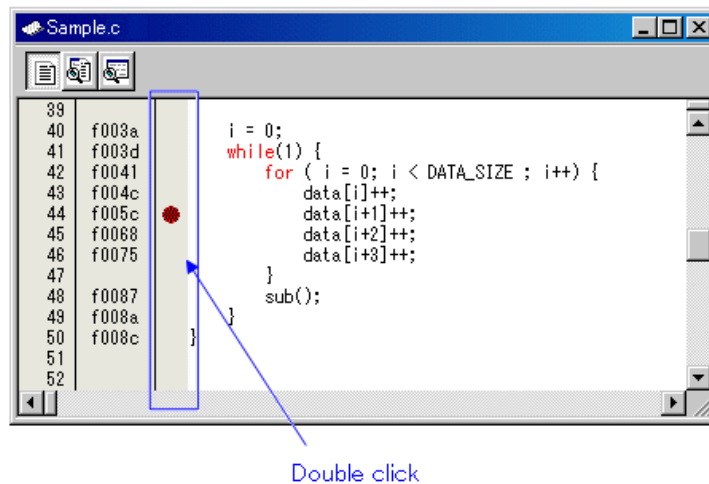 Sample.c
39
40 f003a i = 0;
41 f003d while(1) {
42 f0041 for ( i = 0; i < DATA_SIZE ; i++) {
43 f004c data[i]++;
44 f005c data[i+1]++;
45 f0068 data[i+2]++;
46 f0075 data[i+3]++;
47 }
48 f0087 sub();
49 f008a }
50 f008c }
51
52
Double click